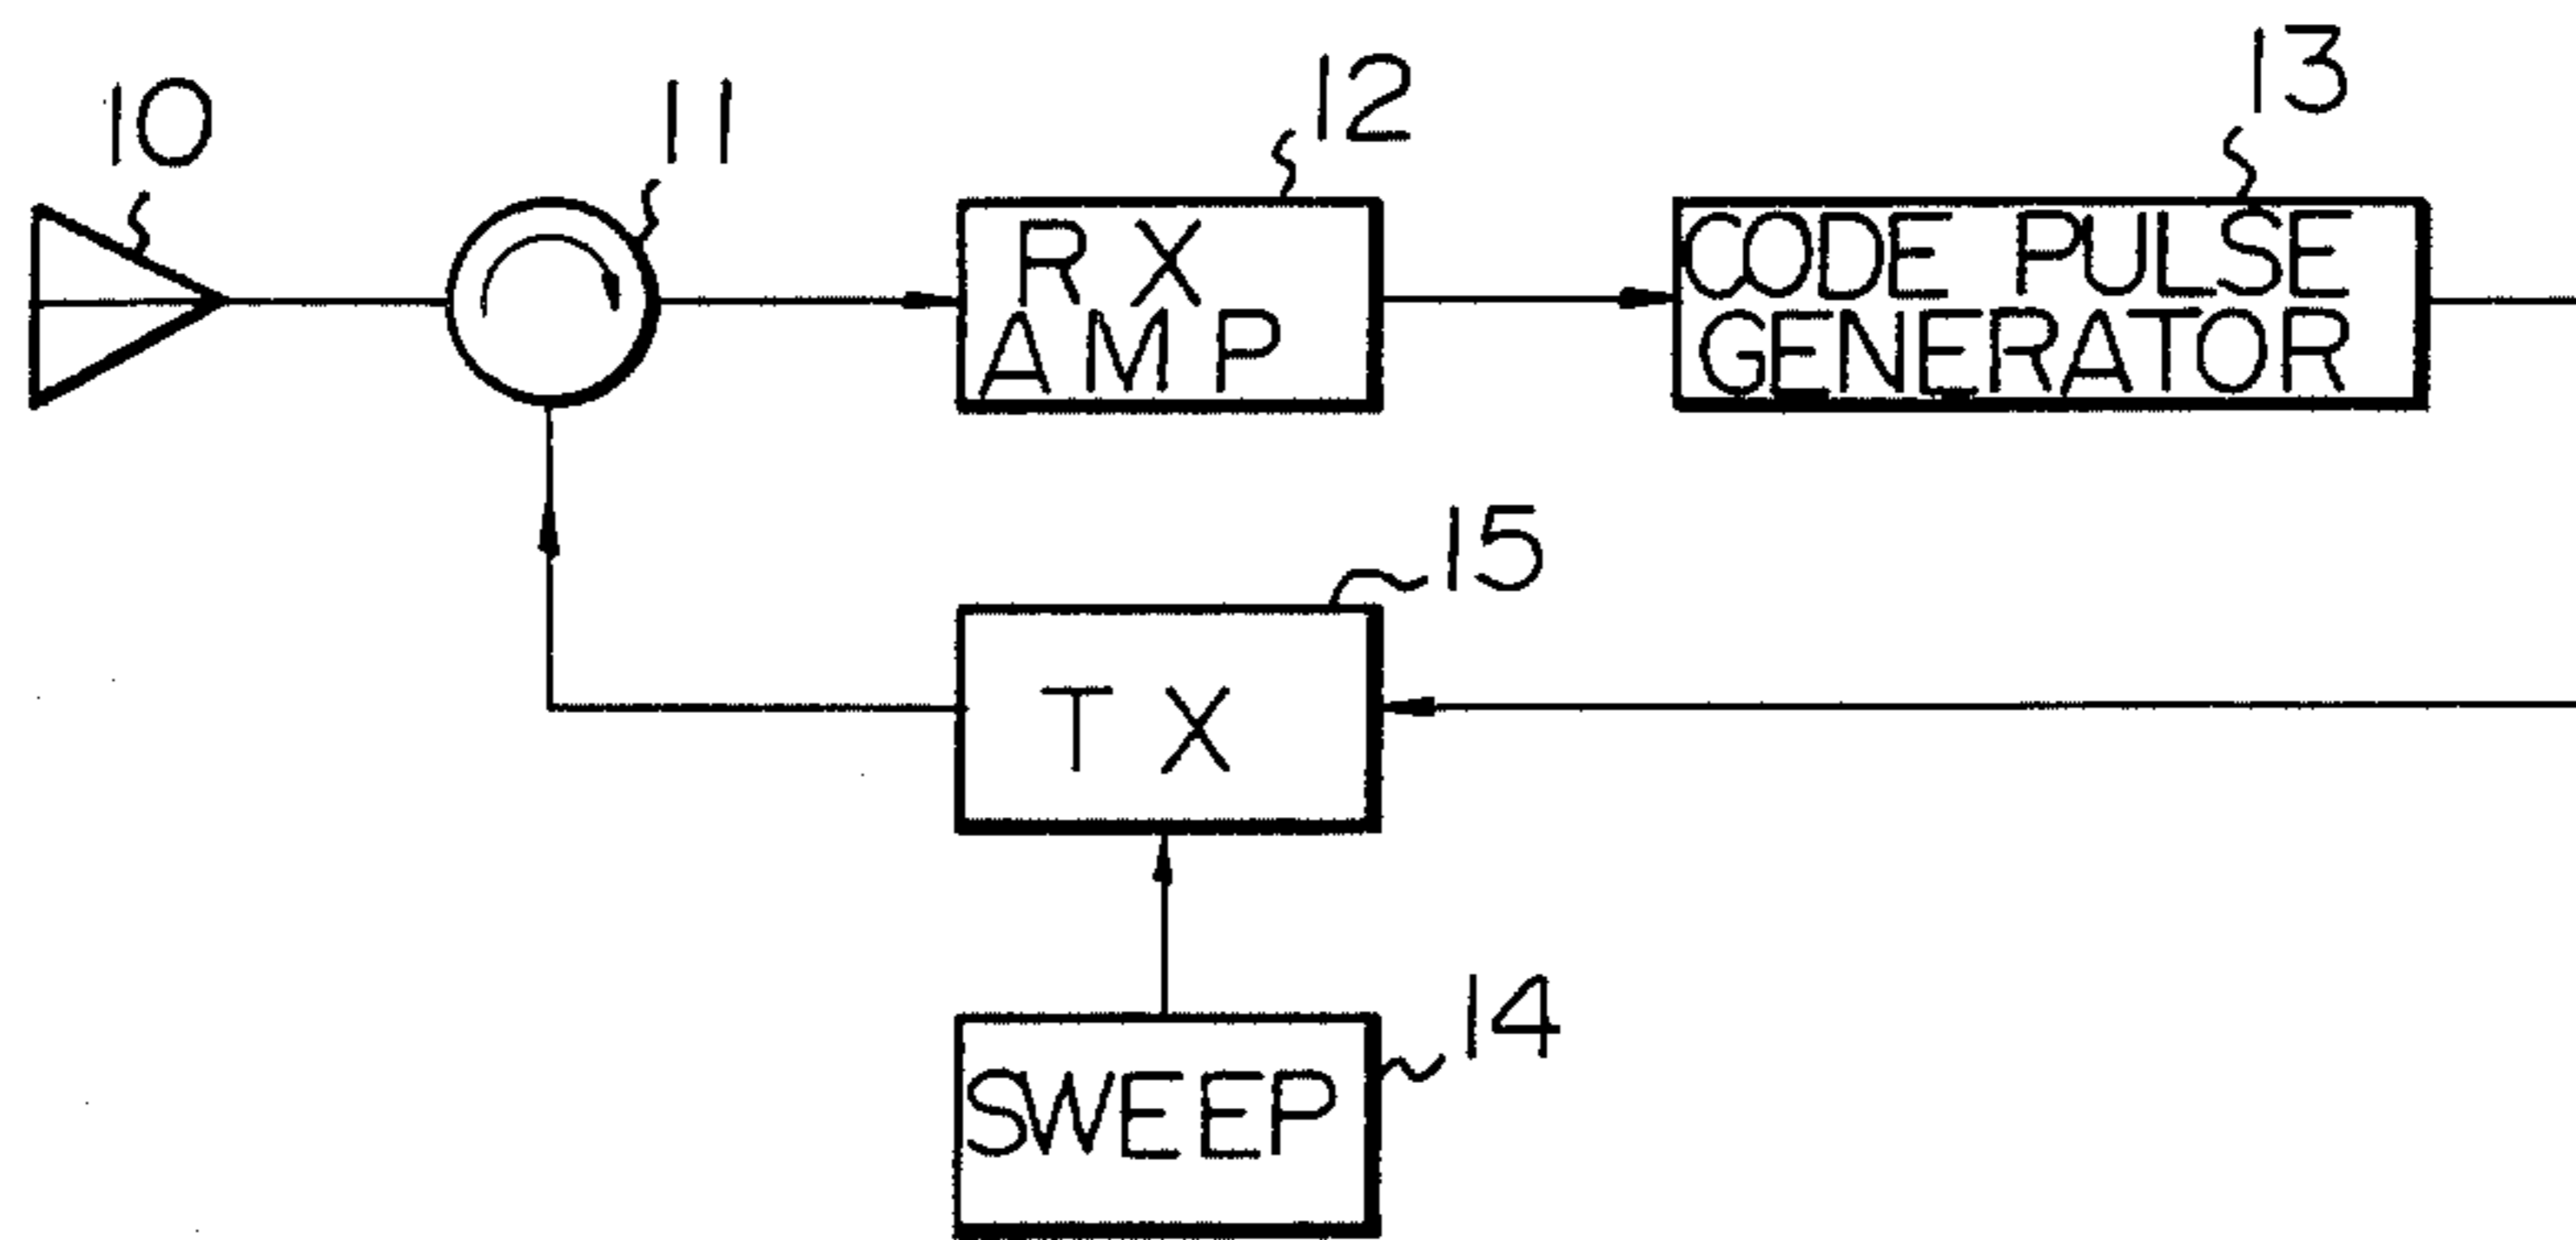 10
11
12
13
RX
AMP
CODE PULSE
GENERATOR
15
TX
14
SWEEP